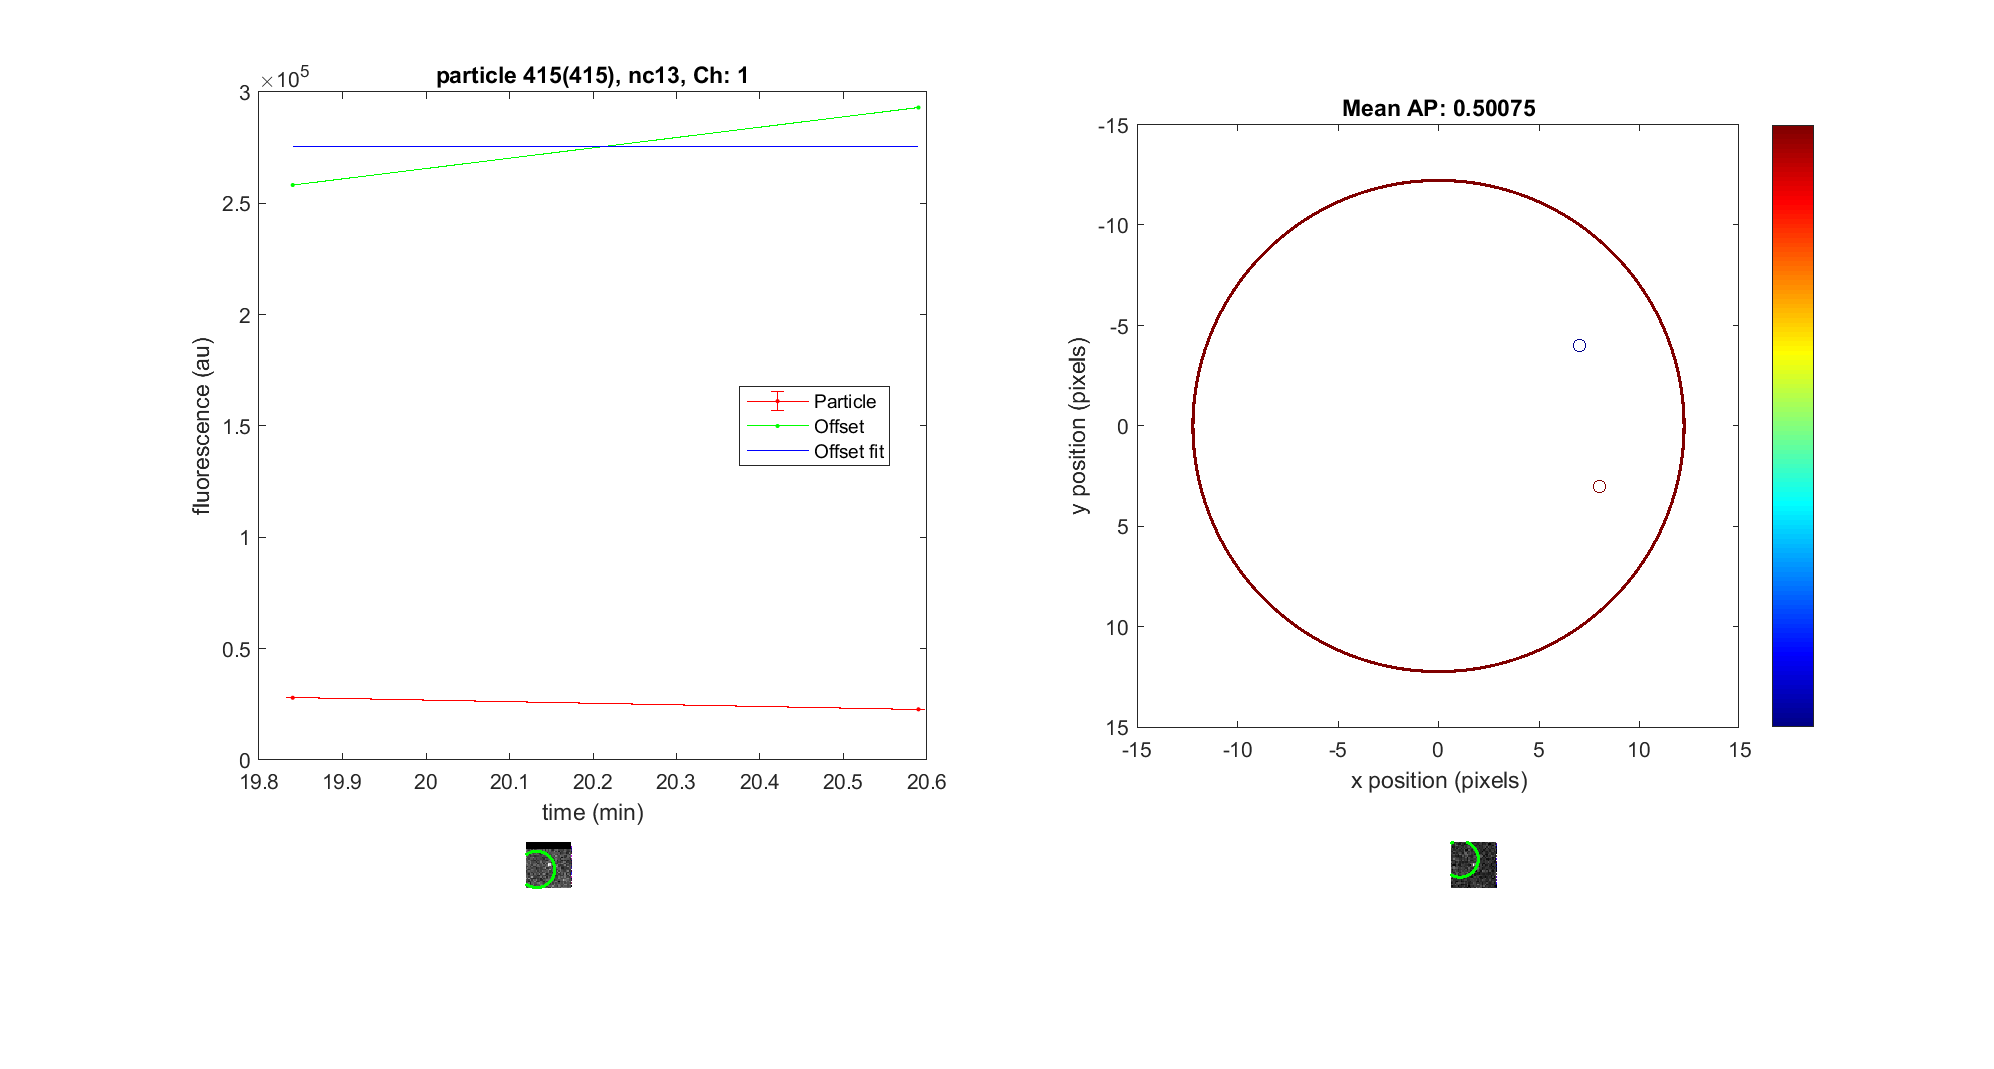 particle 415(415), nc13, Ch: 1
×10^5
3
2.5
2
1.5
1
0.5
0
fluorescence (au)
Particle
Offset
Offset fit
19.8 19.9 20 20.1 20.2 20.3 20.4 20.5 20.6
time (min)
Mean AP: 0.50075
-15
-10
-5
0
5
10
15
y position (pixels)
-15 -10 -5 0 5 10 15
x position (pixels)